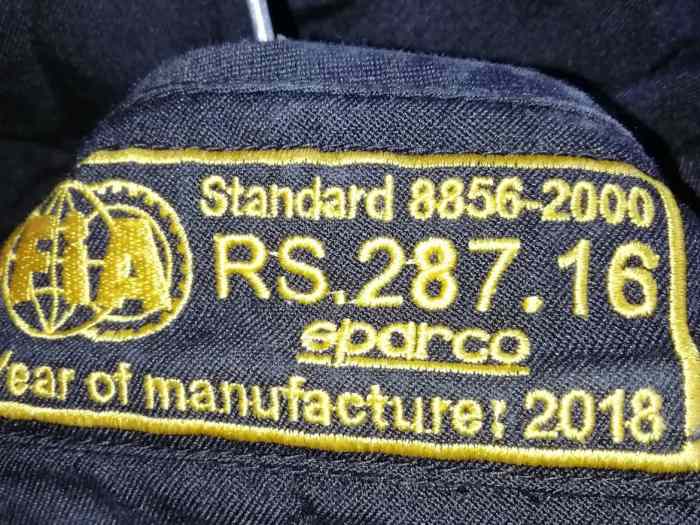 FIA
Standard 8856-2000
RS.287.16
sparco
Year of manufacture: 2018